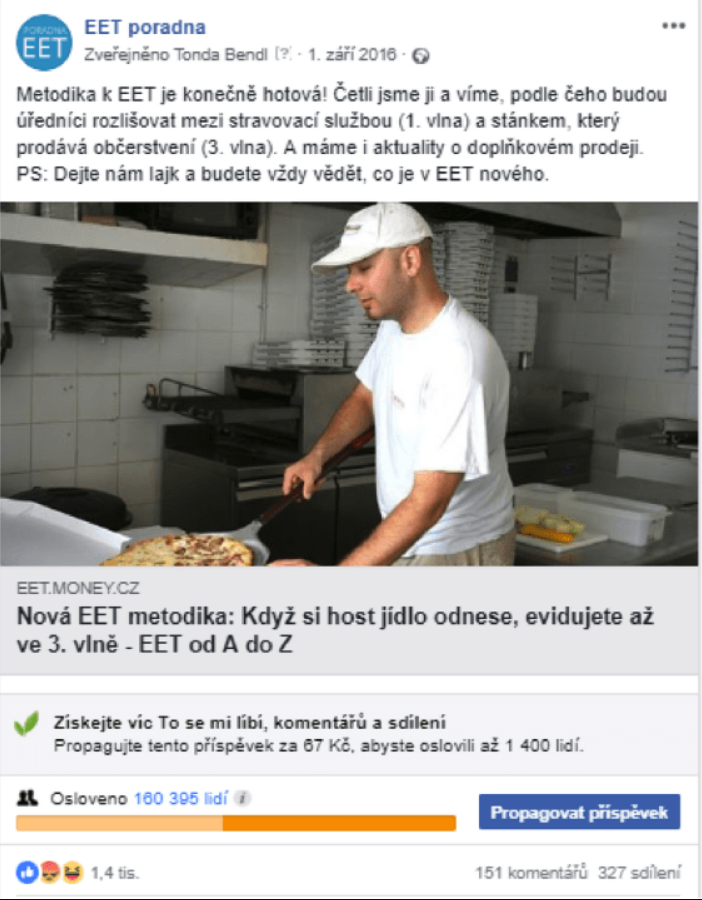 PORADNA
EET
EET poradna
Zveřejněno Tonda Bendl [?] · 1. září 2016 ·
Metodika k EET je konečně hotová! Četli jsme ji a víme, podle čeho budou
úředníci rozlišovat mezi stravovací službou (1. vlna) a stánkem, který
prodává občerstvení (3. vlna). A máme i aktuality o doplňkovém prodeji.
PS: Dejte nám lajk a budete vždy vědět, co je v EET nového.
EET.MONEY.CZ
Nová EET metodika: Když si host jídlo odnese, evidujete až
ve 3. vlně - EET od A do Z
Získejte víc To se mi líbí, komentářů a sdílení
Propagujte tento příspěvek za 67 Kč, abyste oslovili až 1 400 lidí.
Osloveno 160 395 lidí i
Propagovat příspěvek
1,4 tis.
151 komentářů 327 sdílení